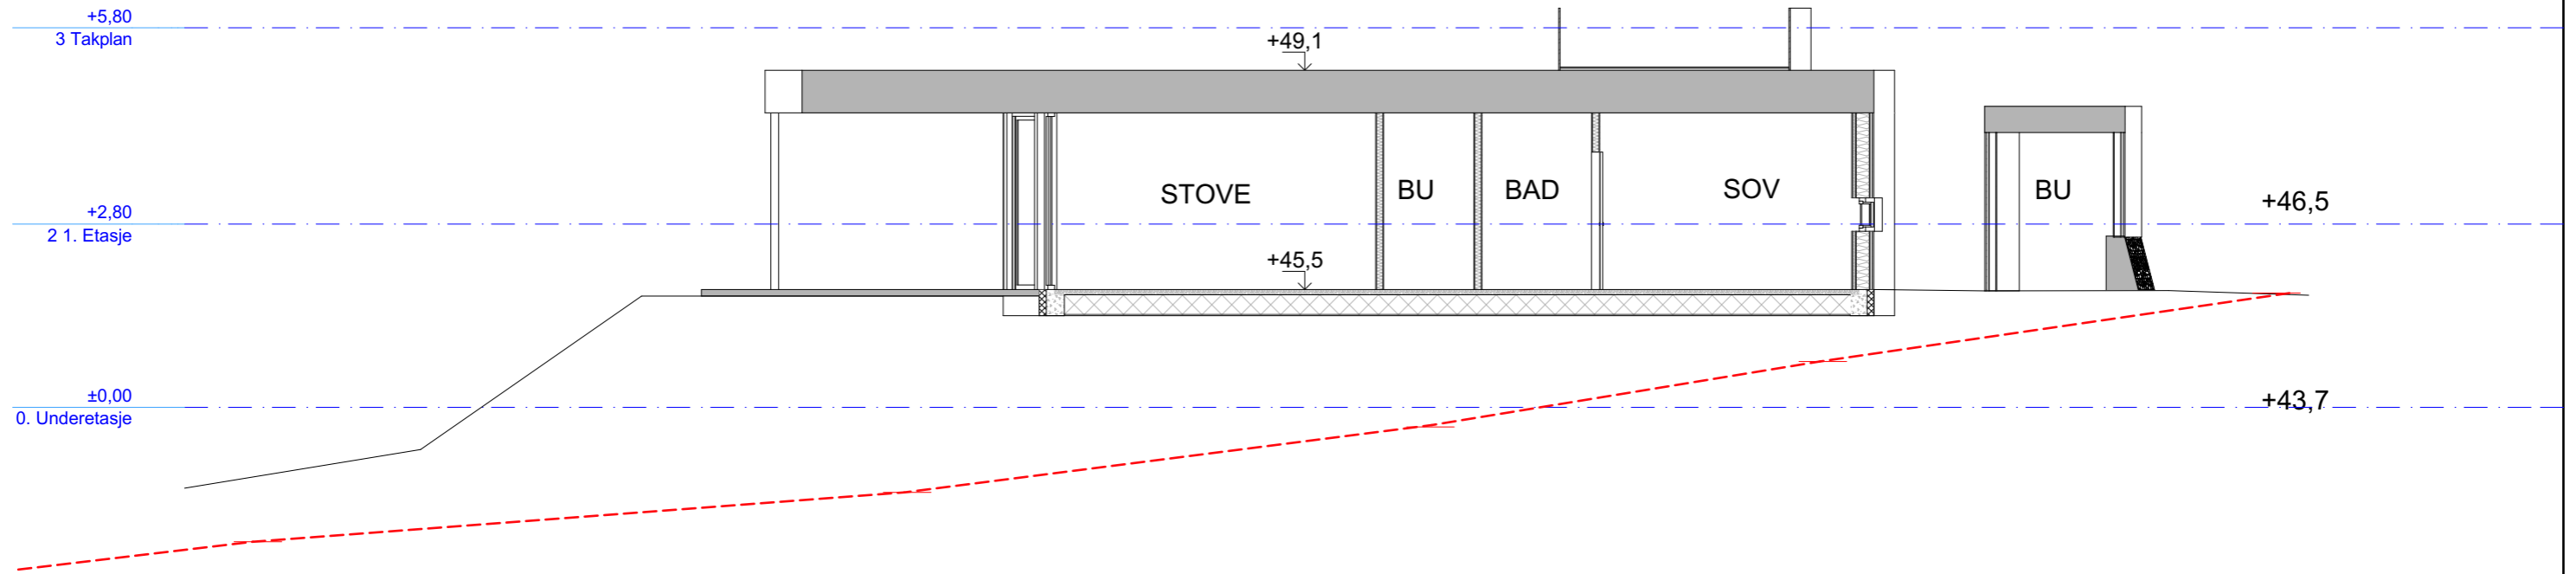 +5,80
3 Takplan
+49,1
STOVE
BU
BAD
SOV
BU
+46,5
+2,80
2 1. Etasje
+45,5
±0,00
0. Underetasje
+43,7